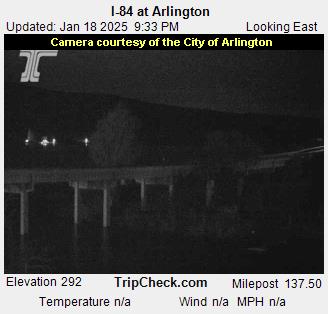 I-84 at Arlington
Updated: Jan 18 2025 9:33 PM Looking East
Camera courtesy of the City of Arlington
Elevation 292 TripCheck.com Milepost 137.50
Temperature n/a Wind n/a MPH n/a